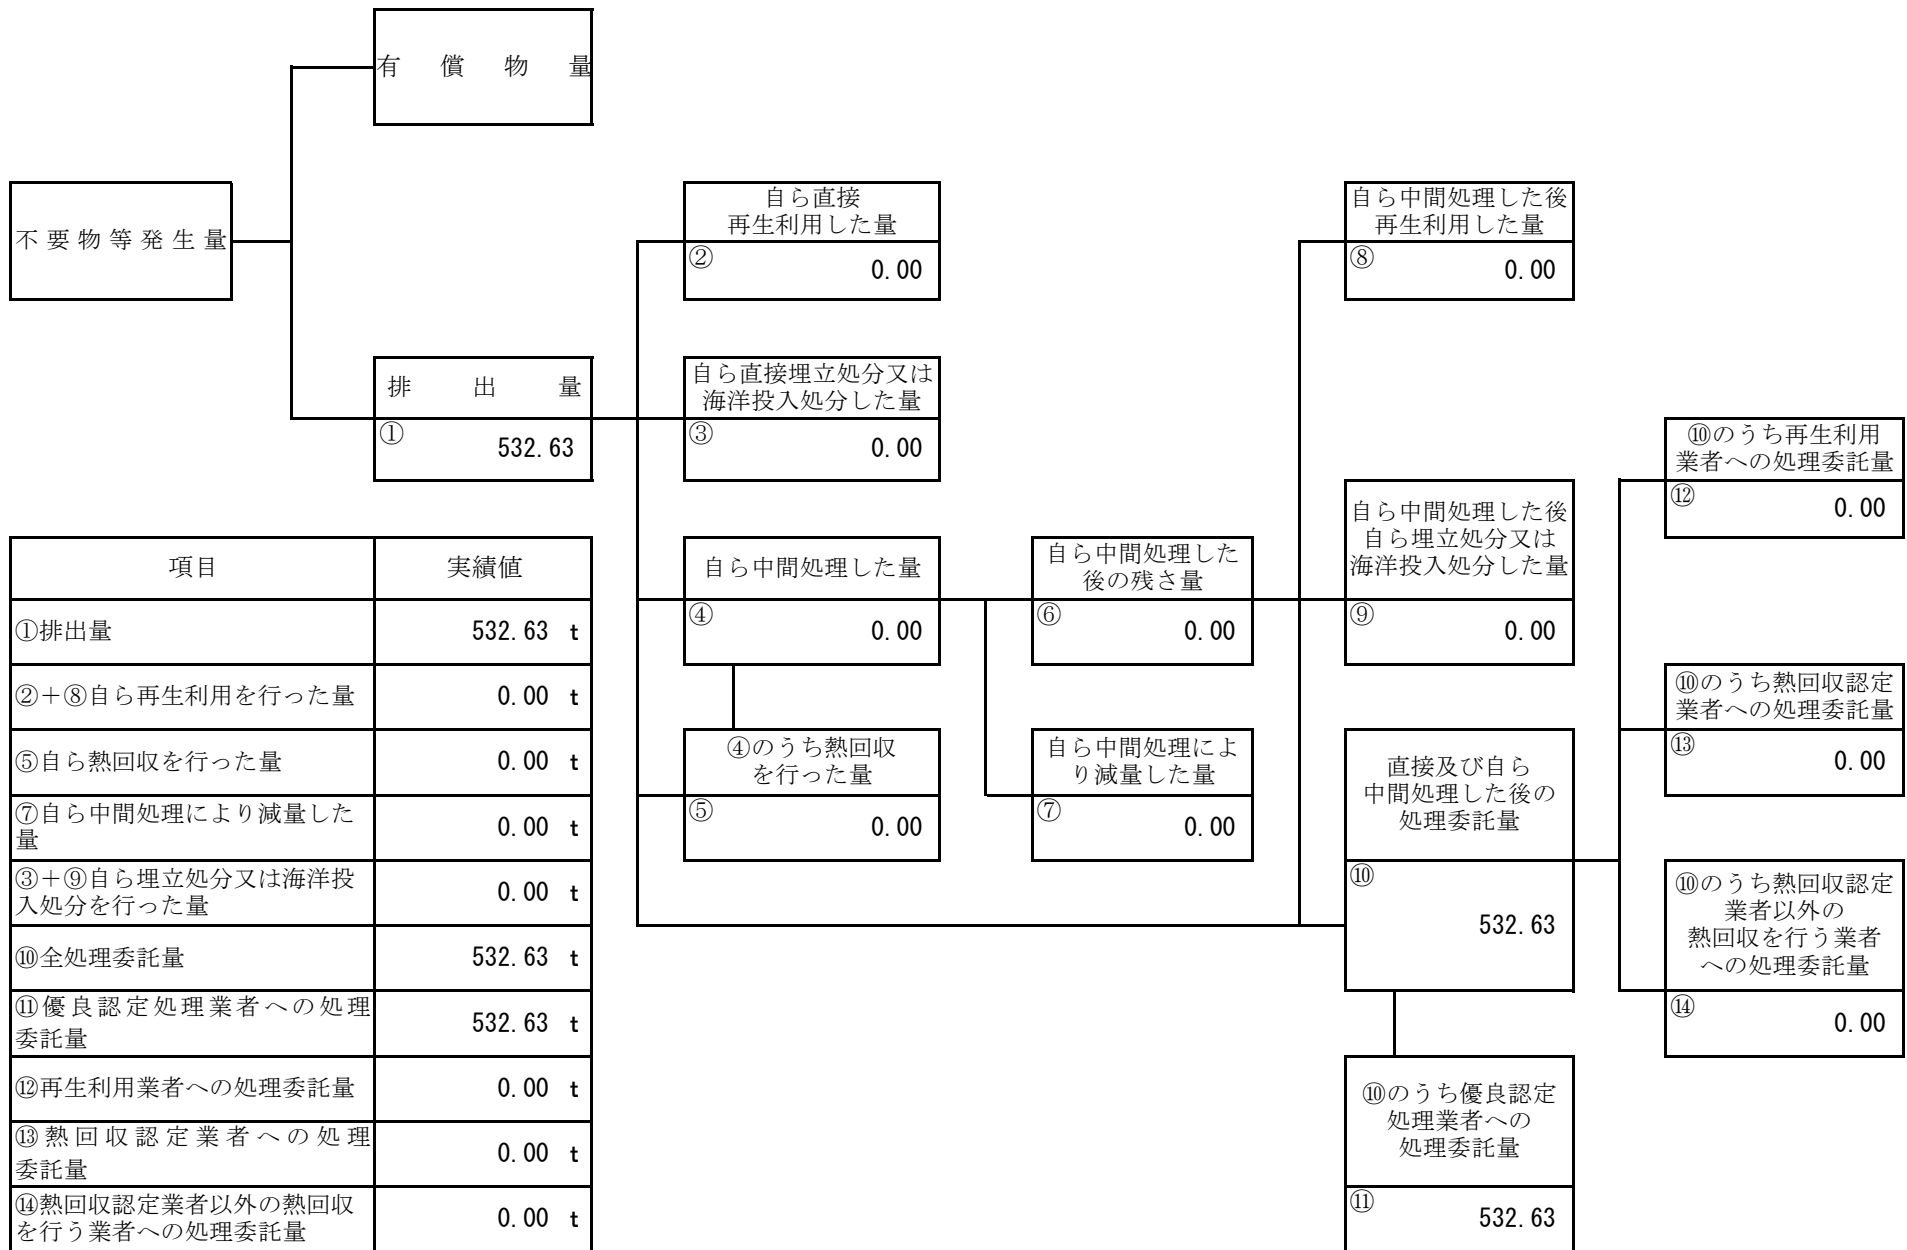 有償物量
不要物等発生量
排出量
① 532.63
自ら直接
再生利用した量
② 0.00
自ら直接埋立処分又は
海洋投入処分した量
③ 0.00
自ら中間処理した量
④ 0.00
④のうち熱回収
を行った量
⑤ 0.00
自ら中間処理した
後の残さ量
⑥ 0.00
自ら中間処理によ
り減量した量
⑦ 0.00
自ら中間処理した後
再生利用した量
⑧ 0.00
自ら中間処理した後
自ら埋立処分又は
海洋投入処分した量
⑨ 0.00
直接及び自ら
中間処理した後の
処理委託量
⑩ 532.63
⑩のうち優良認定
処理業者への
処理委託量
⑪ 532.63
⑩のうち再生利用
業者への処理委託量
⑫ 0.00
⑩のうち熱回収認定
業者への処理委託量
⑬ 0.00
⑩のうち熱回収認定
業者以外の
熱回収を行う業者
への処理委託量
⑭ 0.00
項目 実績値
①排出量 532.63 t
②＋⑧自ら再生利用を行った量 0.00 t
⑤自ら熱回収を行った量 0.00 t
⑦自ら中間処理により減量した
量 0.00 t
③＋⑨自ら埋立処分又は海洋投
入処分を行った量 0.00 t
⑩全処理委託量 532.63 t
⑪優良認定処理業者への処理
委託量 532.63 t
⑫再生利用業者への処理委託量 0.00 t
⑬熱回収認定業者への処理
委託量 0.00 t
⑭熱回収認定業者以外の熱回収
を行う業者への処理委託量 0.00 t